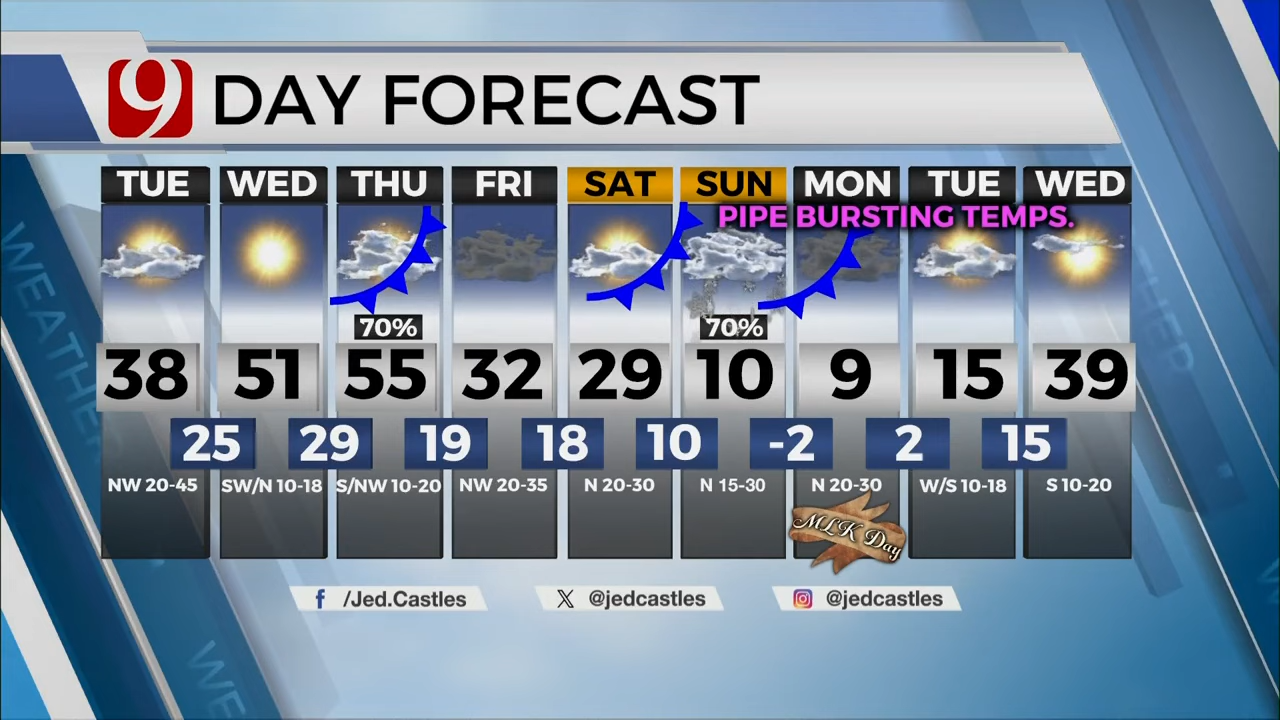 9 DAY FORECAST
TUE WED THU FRI SAT SUN MON TUE WED
PIPE BURSTING TEMPS.
70% 70%
38 51 55 32 29 10 9 15 39
25 29 19 18 10 -2 2 15
NW 20-45 SW/N 10-18 S/NW 10-20 NW 20-35 N 20-30 N 15-30 N 20-30 W/S 10-18 S 10-20
MLK Day
/Jed.Castles @jedcastles @jedcastles
WEATHER